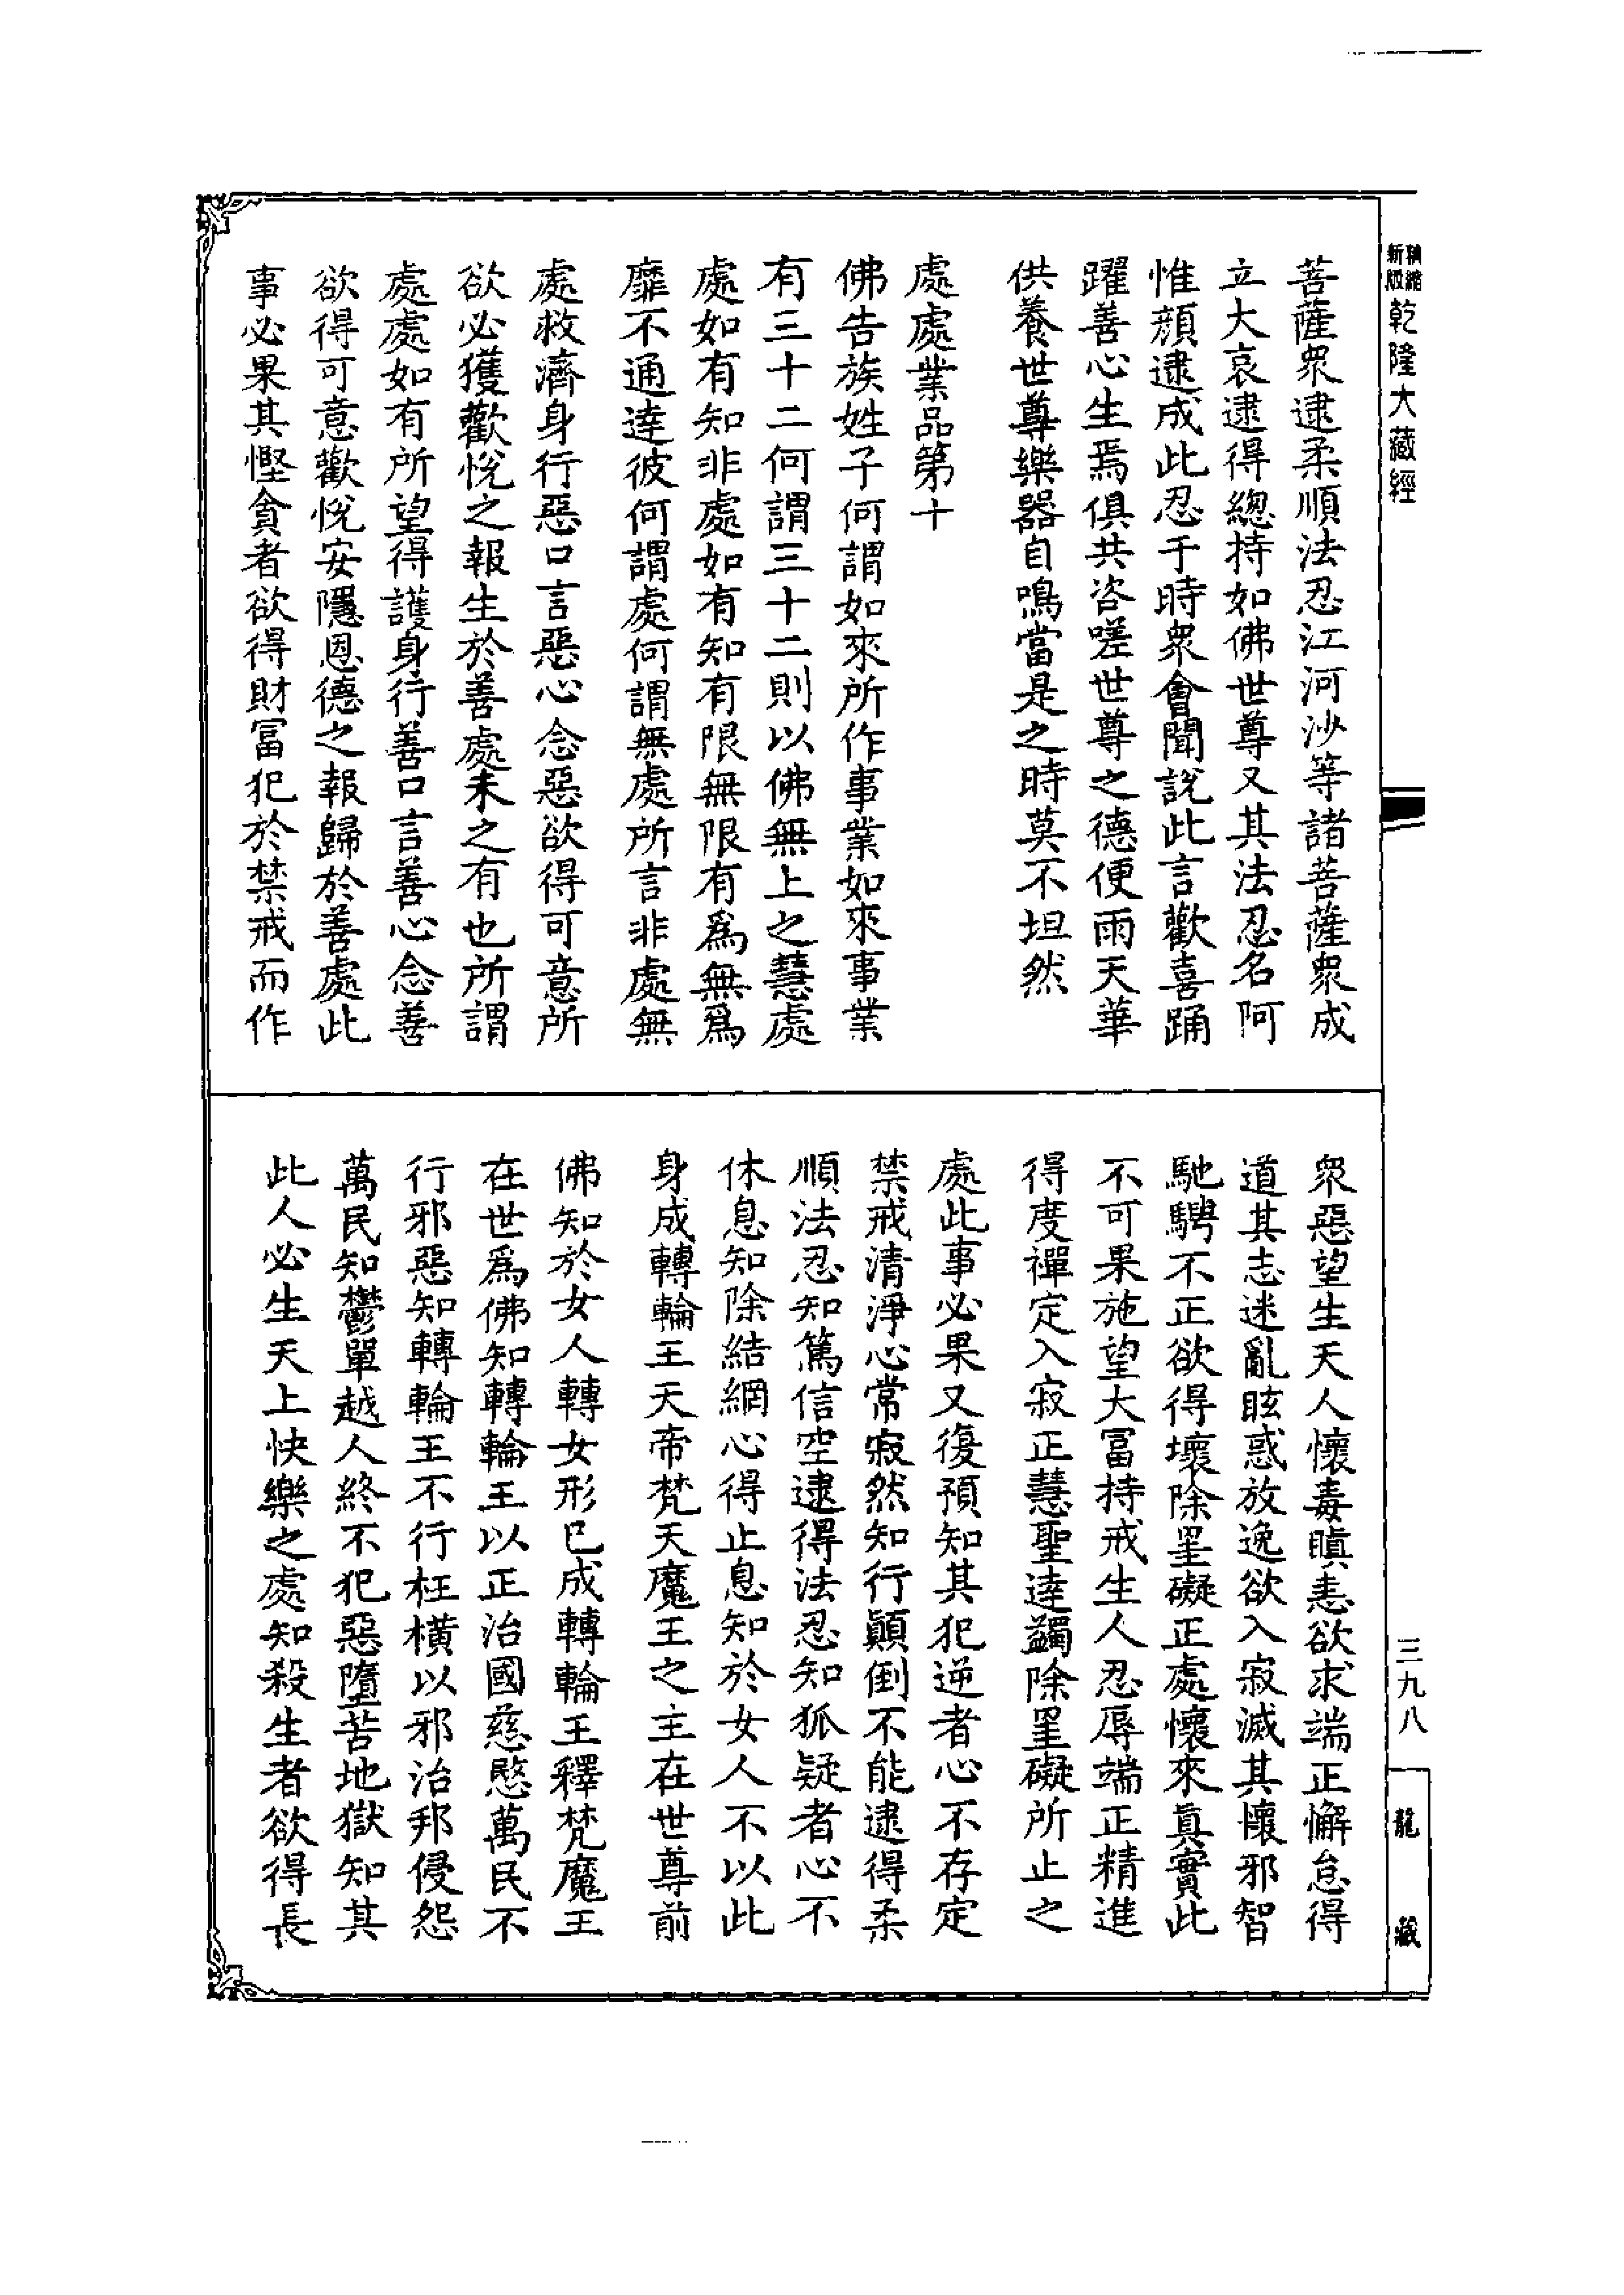 精縮
新版
乾隆大藏經
菩薩衆逮柔順法忍江河沙等諸菩薩衆成
立大哀逮得總持如佛世尊又其法忍名阿
惟顔逮成此忍于時衆會聞說此言歡喜踊
躍善心生焉俱共咨嗟世尊之德便雨天華
供養世尊樂器自鳴當是之時莫不坦然
處處業品第十
佛告族姓子何謂如來所作事業如來事業
有三十二何謂三十二則以佛無上之慧處
處如有知非處如有知有限無限有爲無爲
靡不通達彼何謂處何謂無處所言非處無
處救濟身行惡口言惡心念惡欲得可意所
欲必獲歡悅之報生於善處未之有也所謂
處處如有所望得護身行善口言善心念善
欲得可意歡悅安隱恩德之報歸於善處此
事必果其慳貪者欲得財冨犯於禁戒而作
衆惡望生天人懷毒瞋恚欲求端正懈怠得
道其志迷亂眩惑放逸欲入寂滅其懷邪智
馳騁不正欲得壞除罣礙正處懷來眞實此
不可果施望大冨持戒生人忍辱端正精進
得度禪定入寂正慧聖達蠲除罣礙所止之
處此事必果又復預知其犯逆者心不存定
禁戒清淨心常寂然知行顛倒不能逮得柔
順法忍知篤信空逮得法忍知狐疑者心不
休息知除結網心得止息知於女人不以此
身成轉輪王天帝梵天魔王之主在世尊前
佛知於女人轉女形已成轉輪王釋梵魔王
在世爲佛知轉輪王以正治國慈愍萬民不
行邪惡知轉輪王不行枉橫以邪治邦侵怨
萬民知鬱單越人終不犯惡墮苦地獄知其
此人必生天上快樂之處知殺生者欲得長
三九八
龍藏